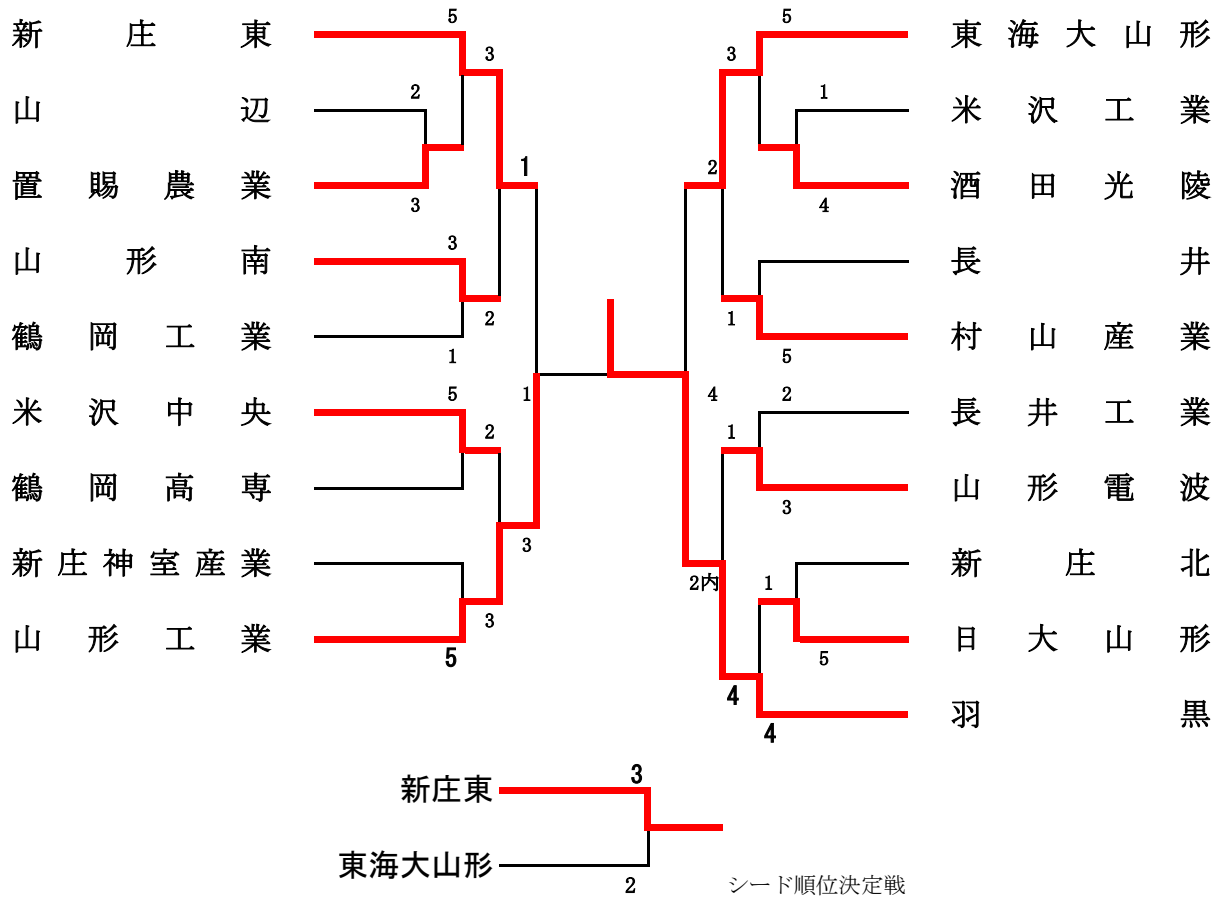 5 5
新庄東 東海大山形
3 3
山辺 2 1 米沢工業
1 2
置賜農業 酒田光陵
3 4
山形南 3 長井
2 1
鶴岡工業 村山産業
1 5
米沢中央 5 1 4 2 長井工業
2 1
鶴岡高専 山形電波
3
3
新庄神室産業 新庄北
2内 1
3
山形工業 日大山形
5 5
4
羽黒
4
3
新庄東
東海大山形
2 シード順位決定戦